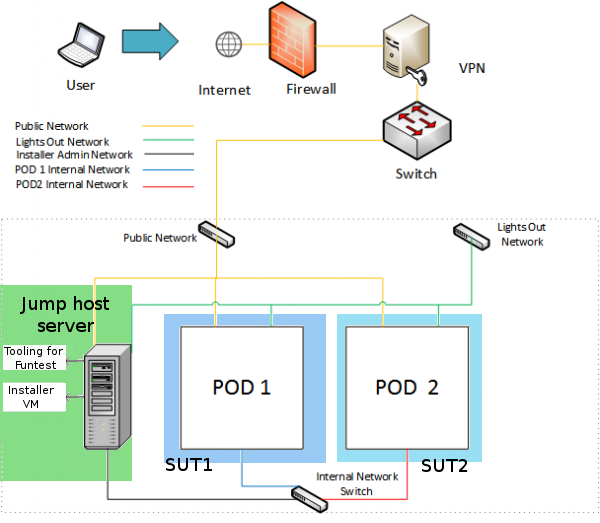 User
Internet
Firewall
VPN
Switch
Public Network
Lights Out Network
Installer Admin Network
POD 1 Internal Network
POD2 Internal Network
Public Network
Lights Out
Network
Jump host
server
Tooling for
Funtest
Installer
VM
POD 1
SUT1
POD 2
SUT2
Internal Network
Switch